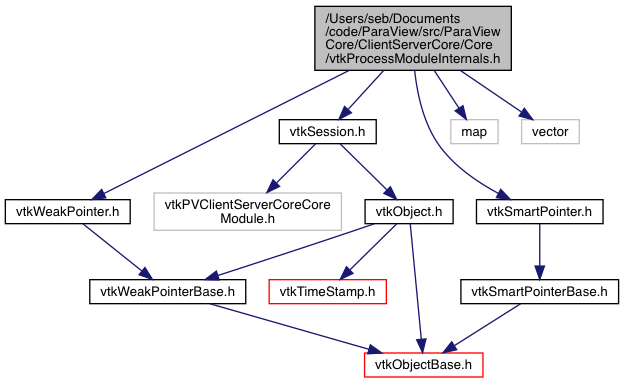 /Users/seb/Documents
/code/ParaView/src/ParaView
Core/ClientServerCore/Core
/vtkProcessModuleInternals.h
vtkSession.h
map
vector
vtkWeakPointer.h
vtkPVClientServerCoreCore
Module.h
vtkObject.h
vtkSmartPointer.h
vtkWeakPointerBase.h
vtkTimeStamp.h
vtkSmartPointerBase.h
vtkObjectBase.h